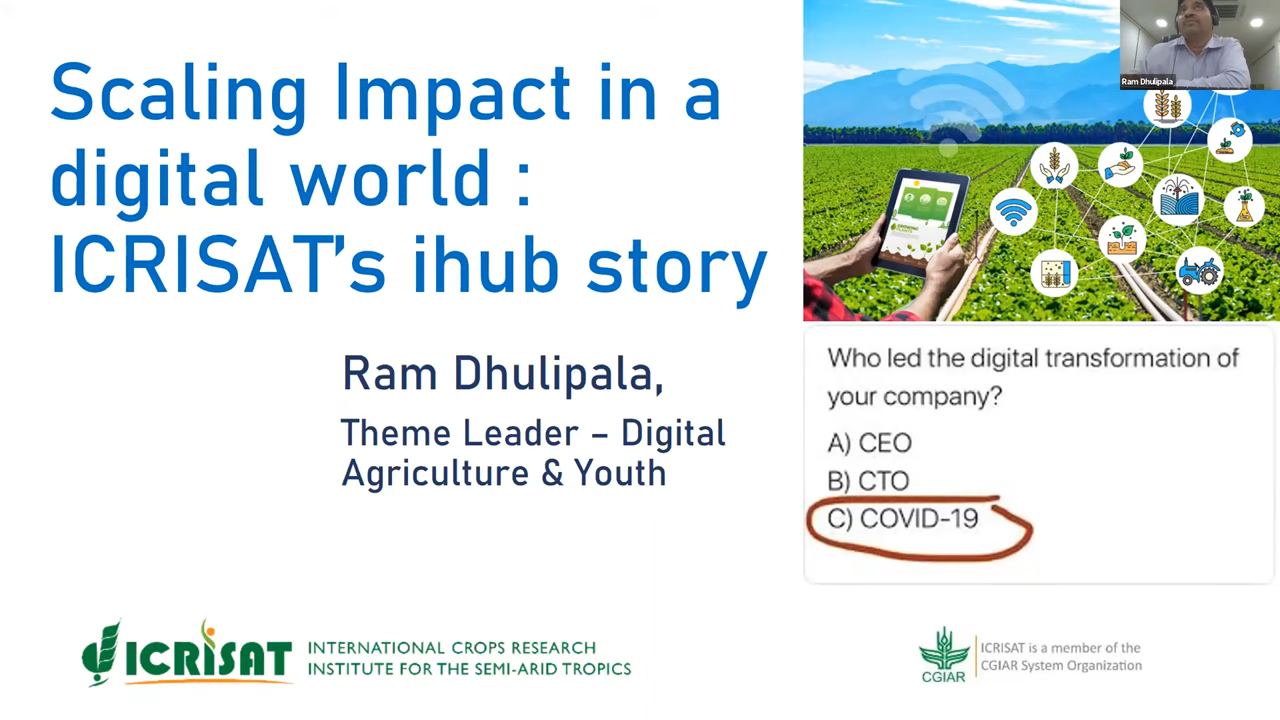 Scaling Impact in a
digital world :
ICRISAT's ihub story
Ram Dhulipala,
Theme Leader – Digital
Agriculture & Youth
Ram Dhulipala
Who led the digital transformation of
your company?
A) CEO
B) CTO
C) COVID-19
ICRISAT
INTERNATIONAL CROPS RESEARCH
INSTITUTE FOR THE SEMI-ARID TROPICS
CGIAR
ICRISAT is a member of the
CGIAR System Organization